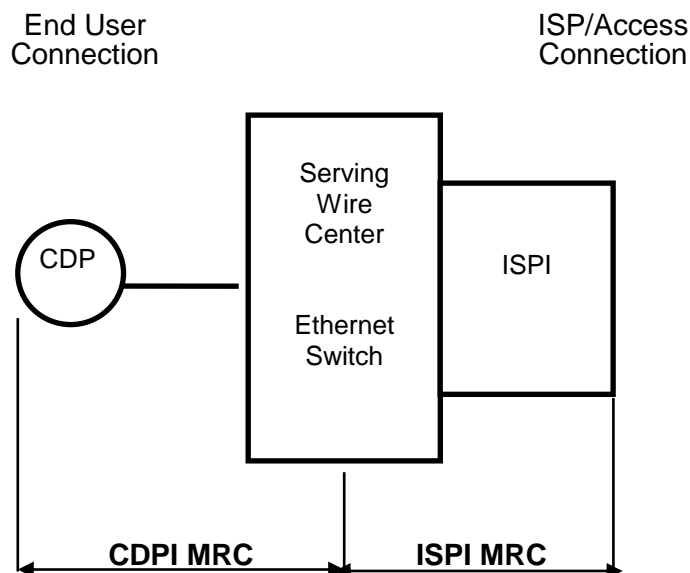 End User
Connection
ISP/Access
Connection
Serving
Wire
Center
CDP
ISPI
Ethernet
Switch
CDPI MRC
ISPI MRC